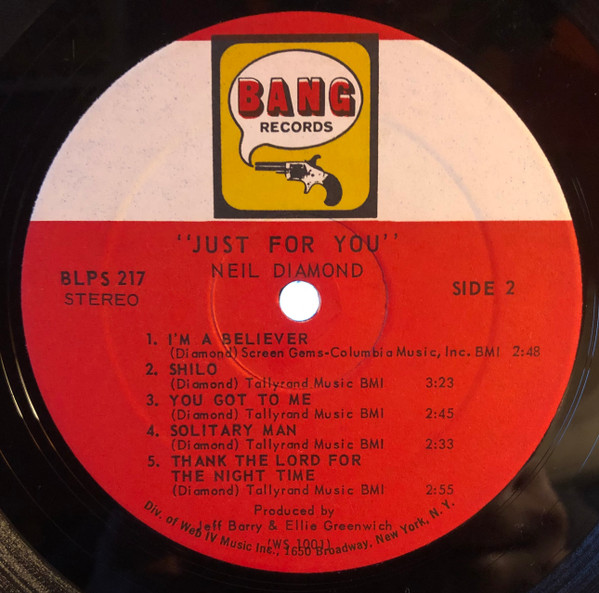 BANG
RECORDS
"JUST FOR YOU"
NEIL DIAMOND
BLPS 217
STEREO
SIDE 2
1. I'M A BELIEVER
(Diamond) Screen Gems-Columbia Music, Inc. BMI 2:48
2. SHILO
(Diamond) Tallyrand Music BMI 3:23
3. YOU GOT TO ME
(Diamond) Tallyrand Music BMI 2:45
4. SOLITARY MAN
(Diamond) Tallyrand Music BMI 2:33
5. THANK THE LORD FOR
THE NIGHT TIME
(Diamond) Tallyrand Music BMI 2:55
Produced by
Jeff Barry & Ellie Greenwich
(WS 1001)
Div. of Web IV Music Inc., 1650 Broadway, New York, N.Y.